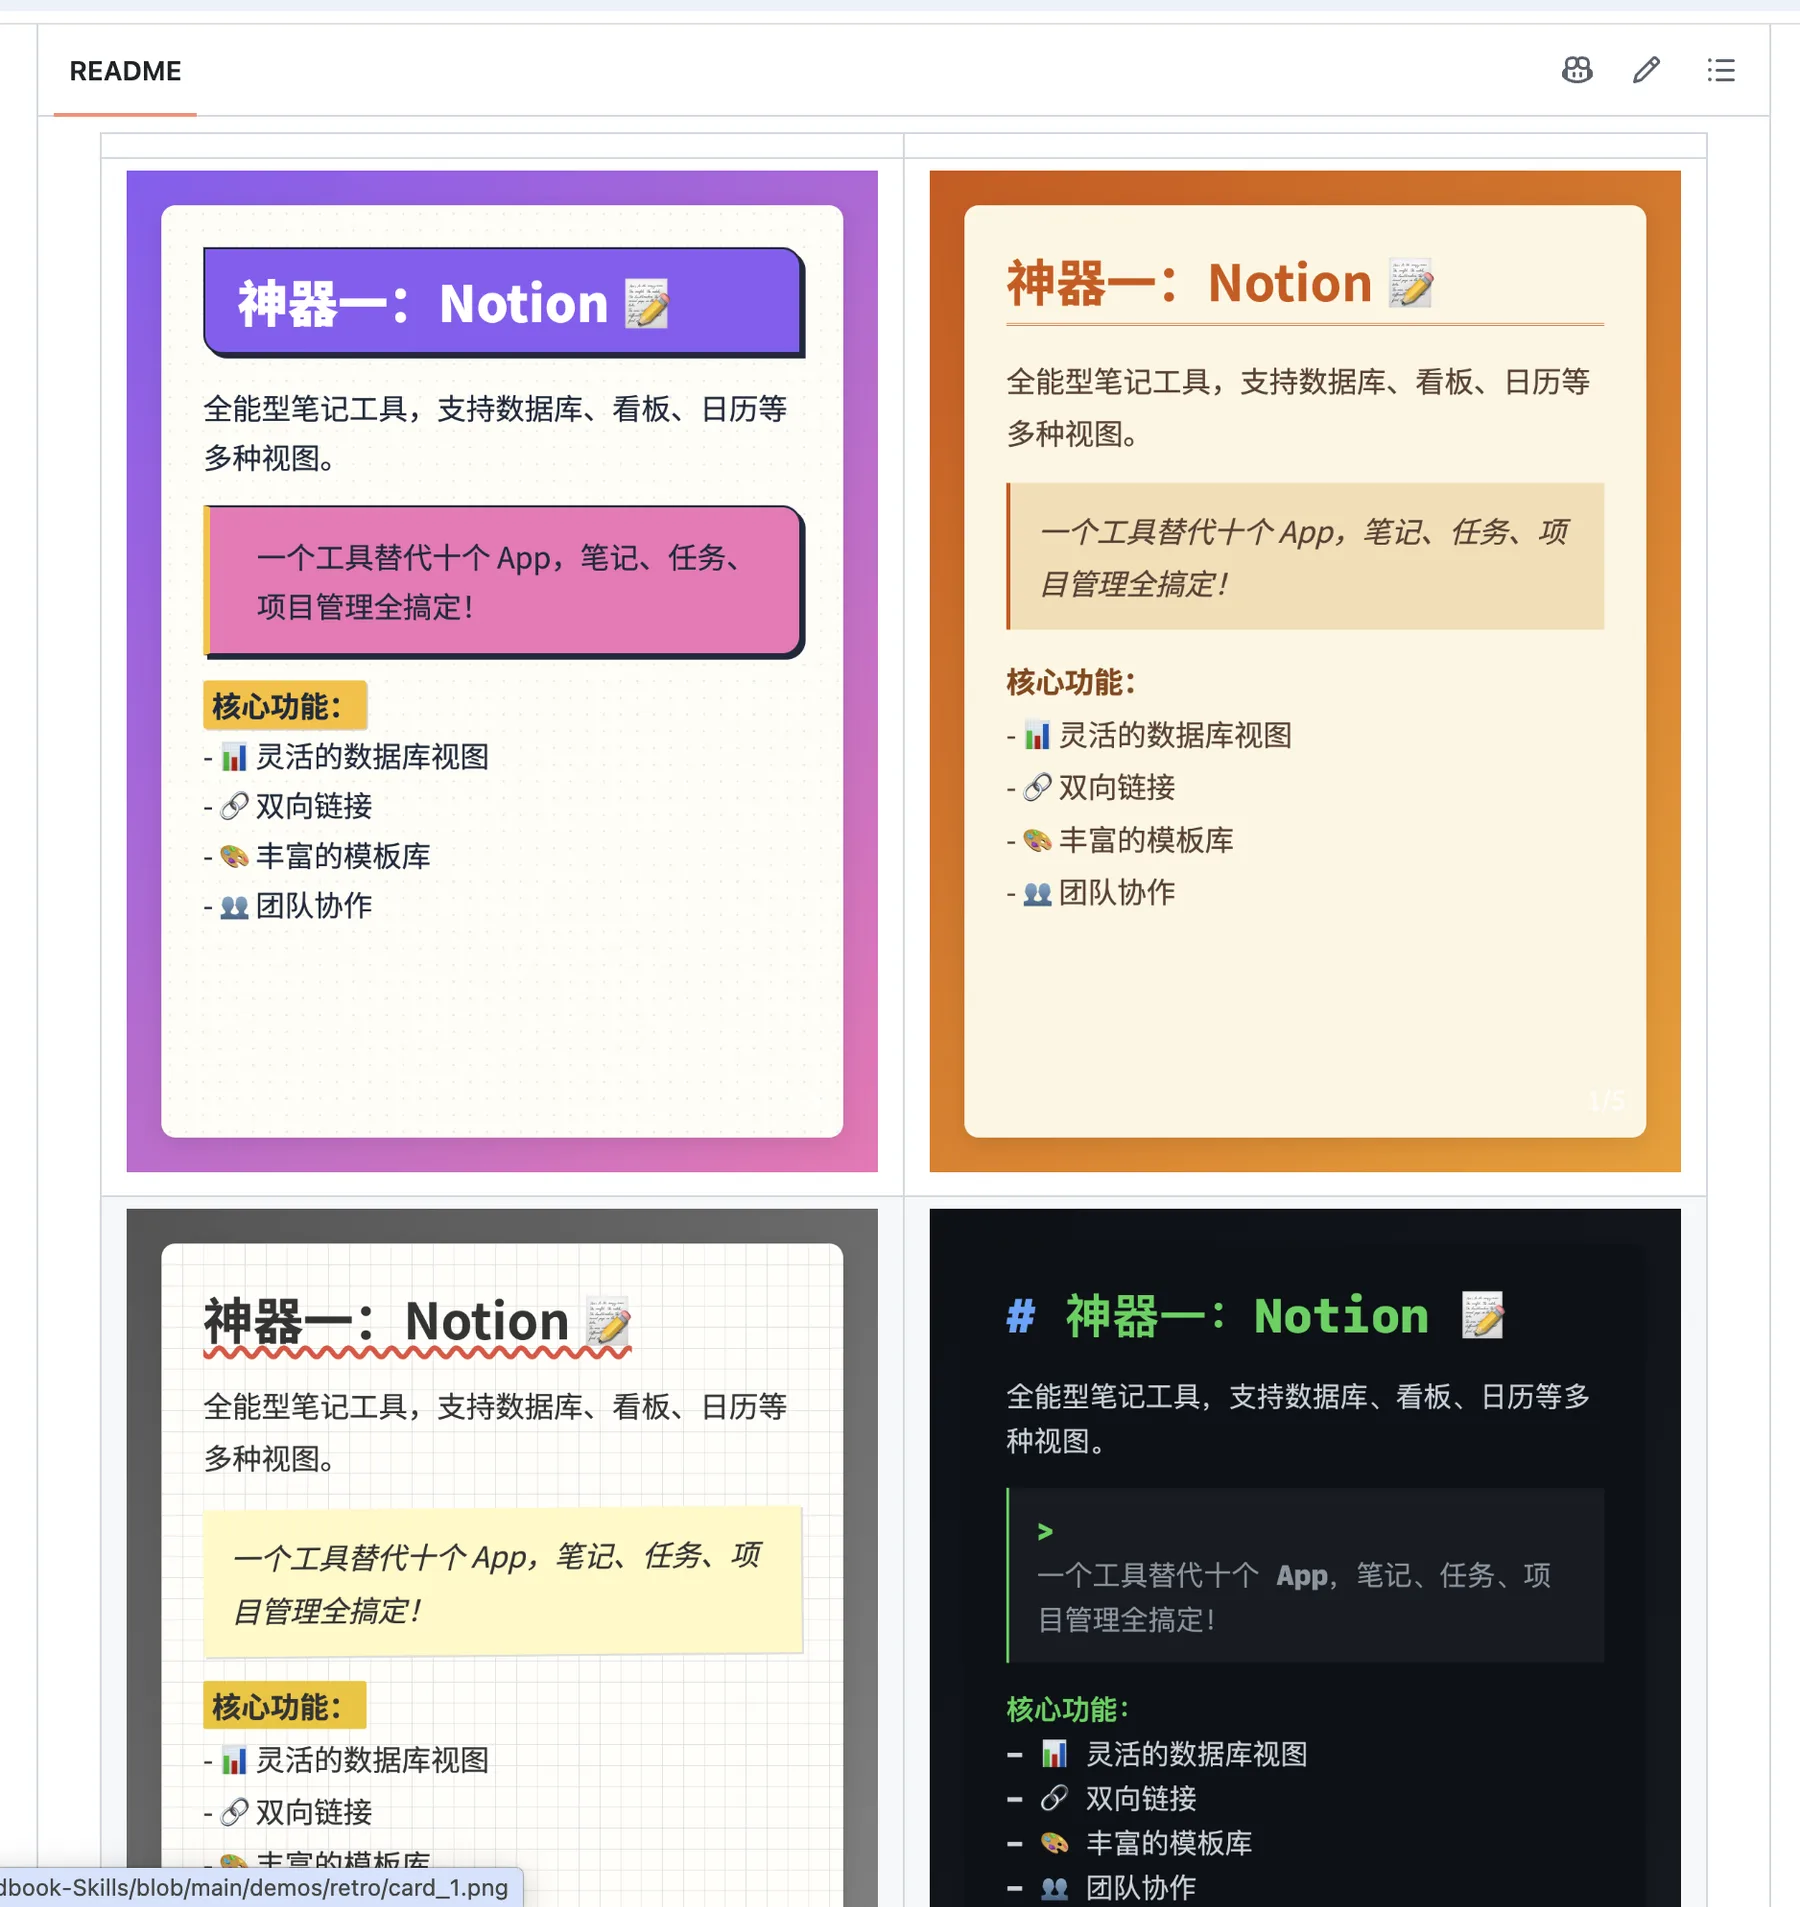 README
神器一：Notion 📝
全能型笔记工具，支持数据库、看板、日历等
多种视图。
一个工具替代十个 App，笔记、任务、
项目管理全搞定！
核心功能：
- 📊 灵活的数据库视图
- 🔗 双向链接
- 🎨 丰富的模板库
- 👥 团队协作
神器一：Notion 📝
全能型笔记工具，支持数据库、看板、日历等
多种视图。
一个工具替代十个 App，笔记、任务、项
目管理全搞定！
核心功能：
- 📊 灵活的数据库视图
- 🔗 双向链接
- 🎨 丰富的模板库
- 👥 团队协作
1/5
神器一：Notion 📝
全能型笔记工具，支持数据库、看板、日历等
多种视图。
一个工具替代十个 App，笔记、任务、项
目管理全搞定！
核心功能：
- 📊 灵活的数据库视图
- 🔗 双向链接
- 🎨 丰富的模板库
# 神器一：Notion 📝
全能型笔记工具，支持数据库、看板、日历等多
种视图。
>
一个工具替代十个 App，笔记、任务、项
目管理全搞定！
核心功能：
- 📊 灵活的数据库视图
- 🔗 双向链接
- 🎨 丰富的模板库
- 👥 团队协作
dbook-Skills/blob/main/demos/retro/card_1.png